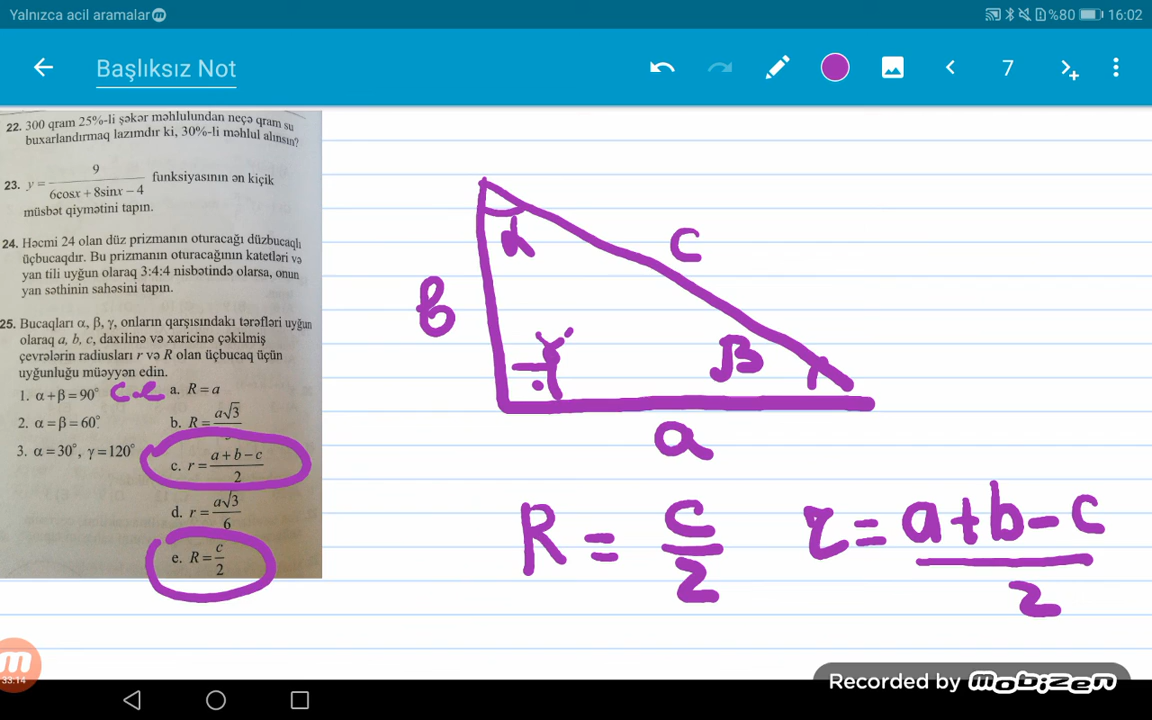 Yalnızca acil aramalar
%80 16:02
Başlıksız Not
7
22. 300 qram 25%-li şəkər məhlulundan neçə qram su
buxarlandırmaq lazımdır ki, 30%-li məhlul alınsın?
23. y = 9 / (6cosx + 8sinx − 4) funksiyasının ən kiçik
müsbət qiymətini tapın.
24. Həcmi 24 olan düz prizmanın oturacağı düzbucaqlı
üçbucaqdır. Bu prizmanın oturacağının katetləri və
yan tili uyğun olaraq 3:4:4 nisbətində olarsa, onun
yan səthinin sahəsini tapın.
25. Bucaqları α, β, γ, onların qarşısındakı tərəfləri uyğun
olaraq a, b, c, daxilinə və xaricinə çəkilmiş
çevrələrin radiusları r və R olan üçbucaq üçün
uyğunluğu müəyyən edin.
1. α + β = 90° c-e a. R = a
2. α = β = 60° b. R = a√3
3. α = 30°, γ = 120° c. r = (a + b − c) / 2
d. r = a√3 / 6
e. R = c / 2
α
c
b
γ
β
a
R = c / 2 r = (a + b − c) / 2
33:14
Recorded by mobizen